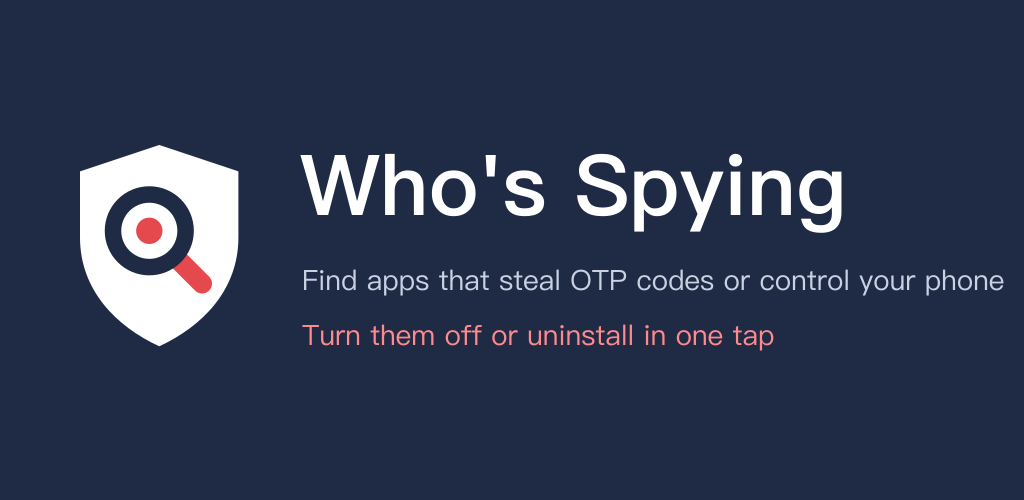 Who's Spying
Find apps that steal OTP codes or control your phone
Turn them off or uninstall in one tap